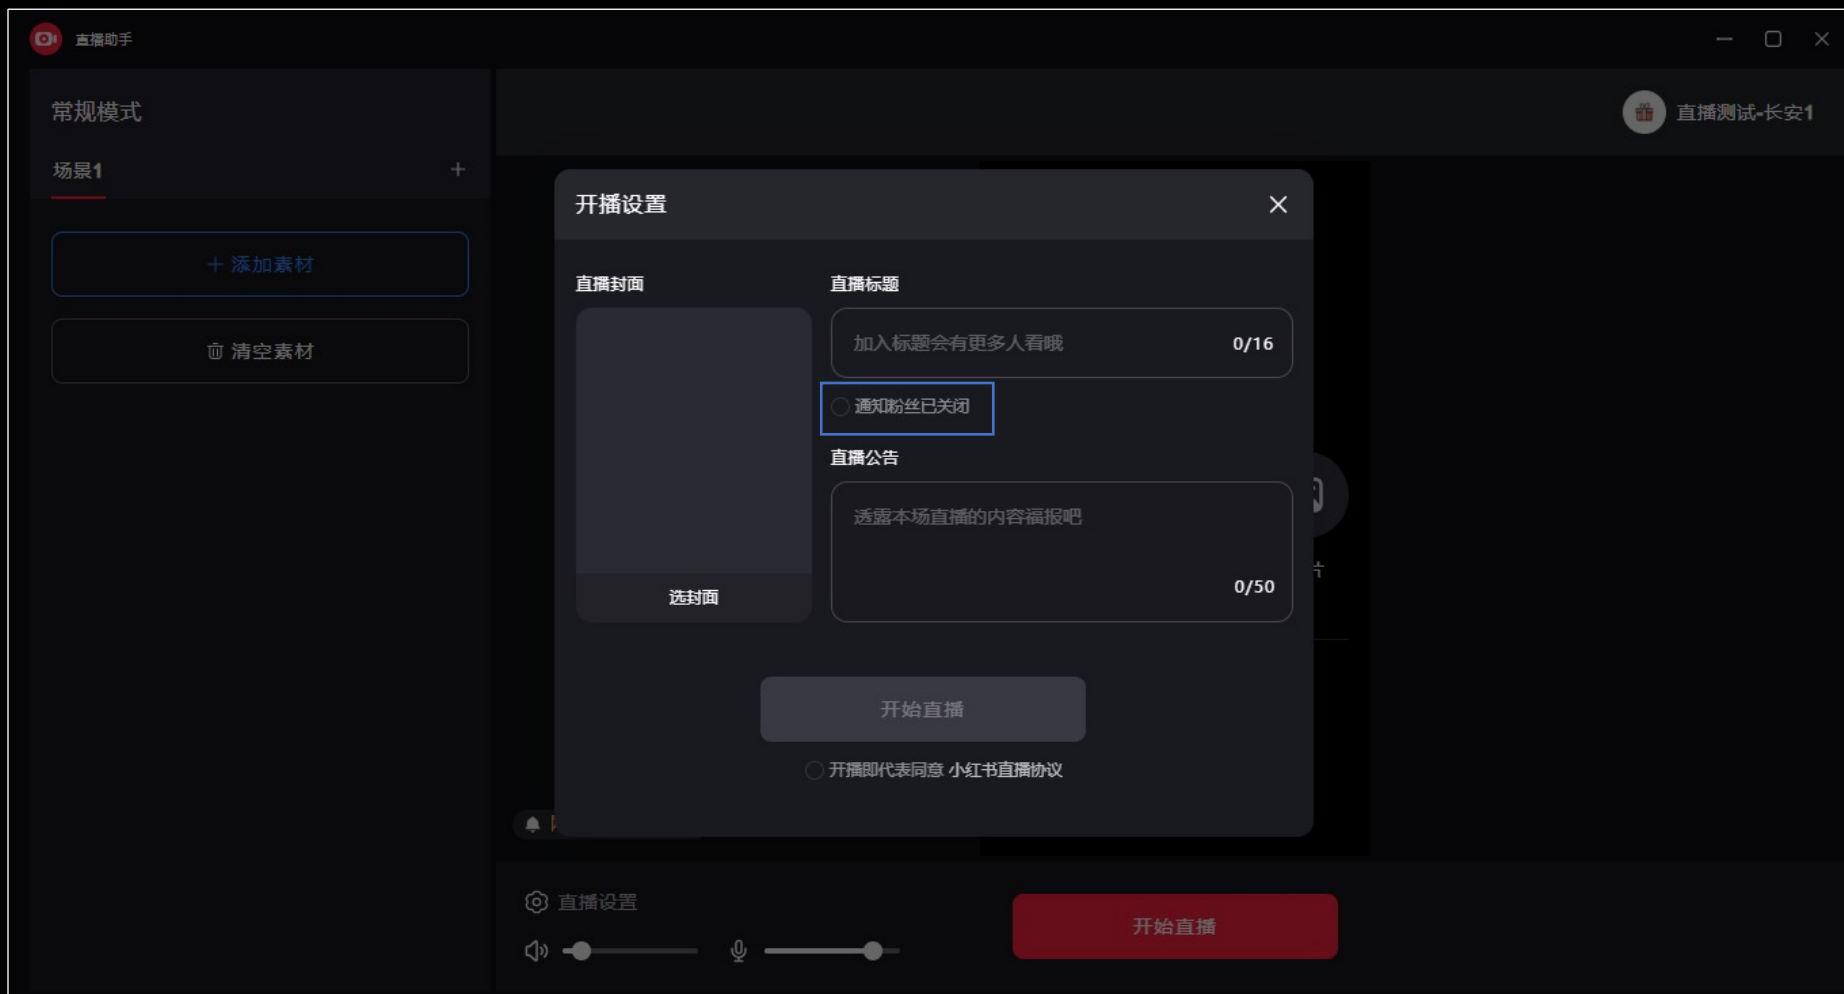 直播助手
常规模式
直播测试-长安1
场景1
开播设置
添加素材
直播封面
直播标题
加入标题会有更多人看哦
0/16
清空素材
通知粉丝已关闭
直播公告
透露本场直播的内容福报吧
片
0/50
选封面
开始直播
开播即代表同意 小红书直播协议
直播设置
开始直播